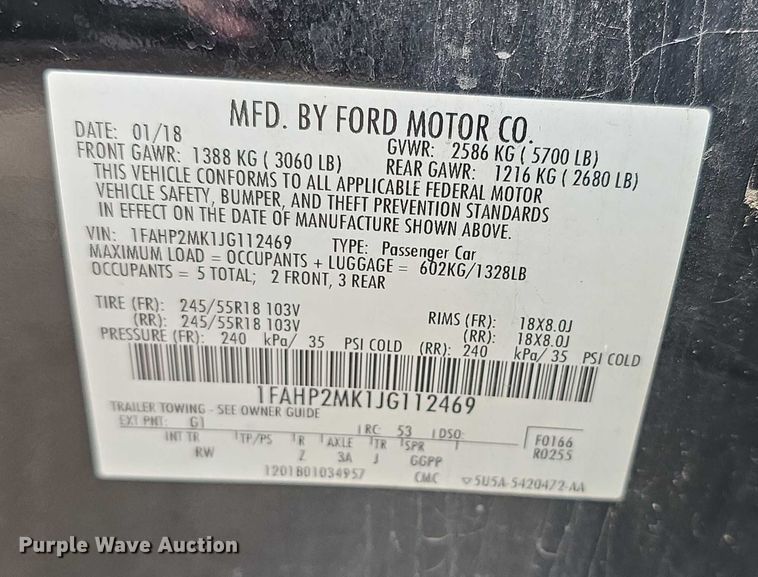 MFD. BY FORD MOTOR CO.
DATE: 01/18 GVWR: 2586 KG ( 5700 LB)
FRONT GAWR: 1388 KG ( 3060 LB) REAR GAWR: 1216 KG ( 2680 LB)
THIS VEHICLE CONFORMS TO ALL APPLICABLE FEDERAL MOTOR
VEHICLE SAFETY, BUMPER, AND THEFT PREVENTION STANDARDS
IN EFFECT ON THE DATE OF MANUFACTURE SHOWN ABOVE.
VIN: 1FAHP2MK1JG112469 TYPE: Passenger Car
MAXIMUM LOAD = OCCUPANTS + LUGGAGE = 602KG/1328LB
OCCUPANTS = 5 TOTAL; 2 FRONT, 3 REAR
TIRE (FR): 245/55R18 103V RIMS (FR): 18X8.0J
(RR): 245/55R18 103V (RR): 18X8.0J
PRESSURE (FR): 240 kPa/ 35 PSI COLD (RR): 240 kPa/ 35 PSI COLD
1FAHP2MK1JG112469
TRAILER TOWING - SEE OWNER GUIDE
EXT PNT: G1 RC: 53 DSO: F0166
INT TR TP/PS R AXLE TR SPR R0255
RW Z 3A J GGPP
1201B01034957 CMC 5U5A-5420472-AA
Purple Wave Auction